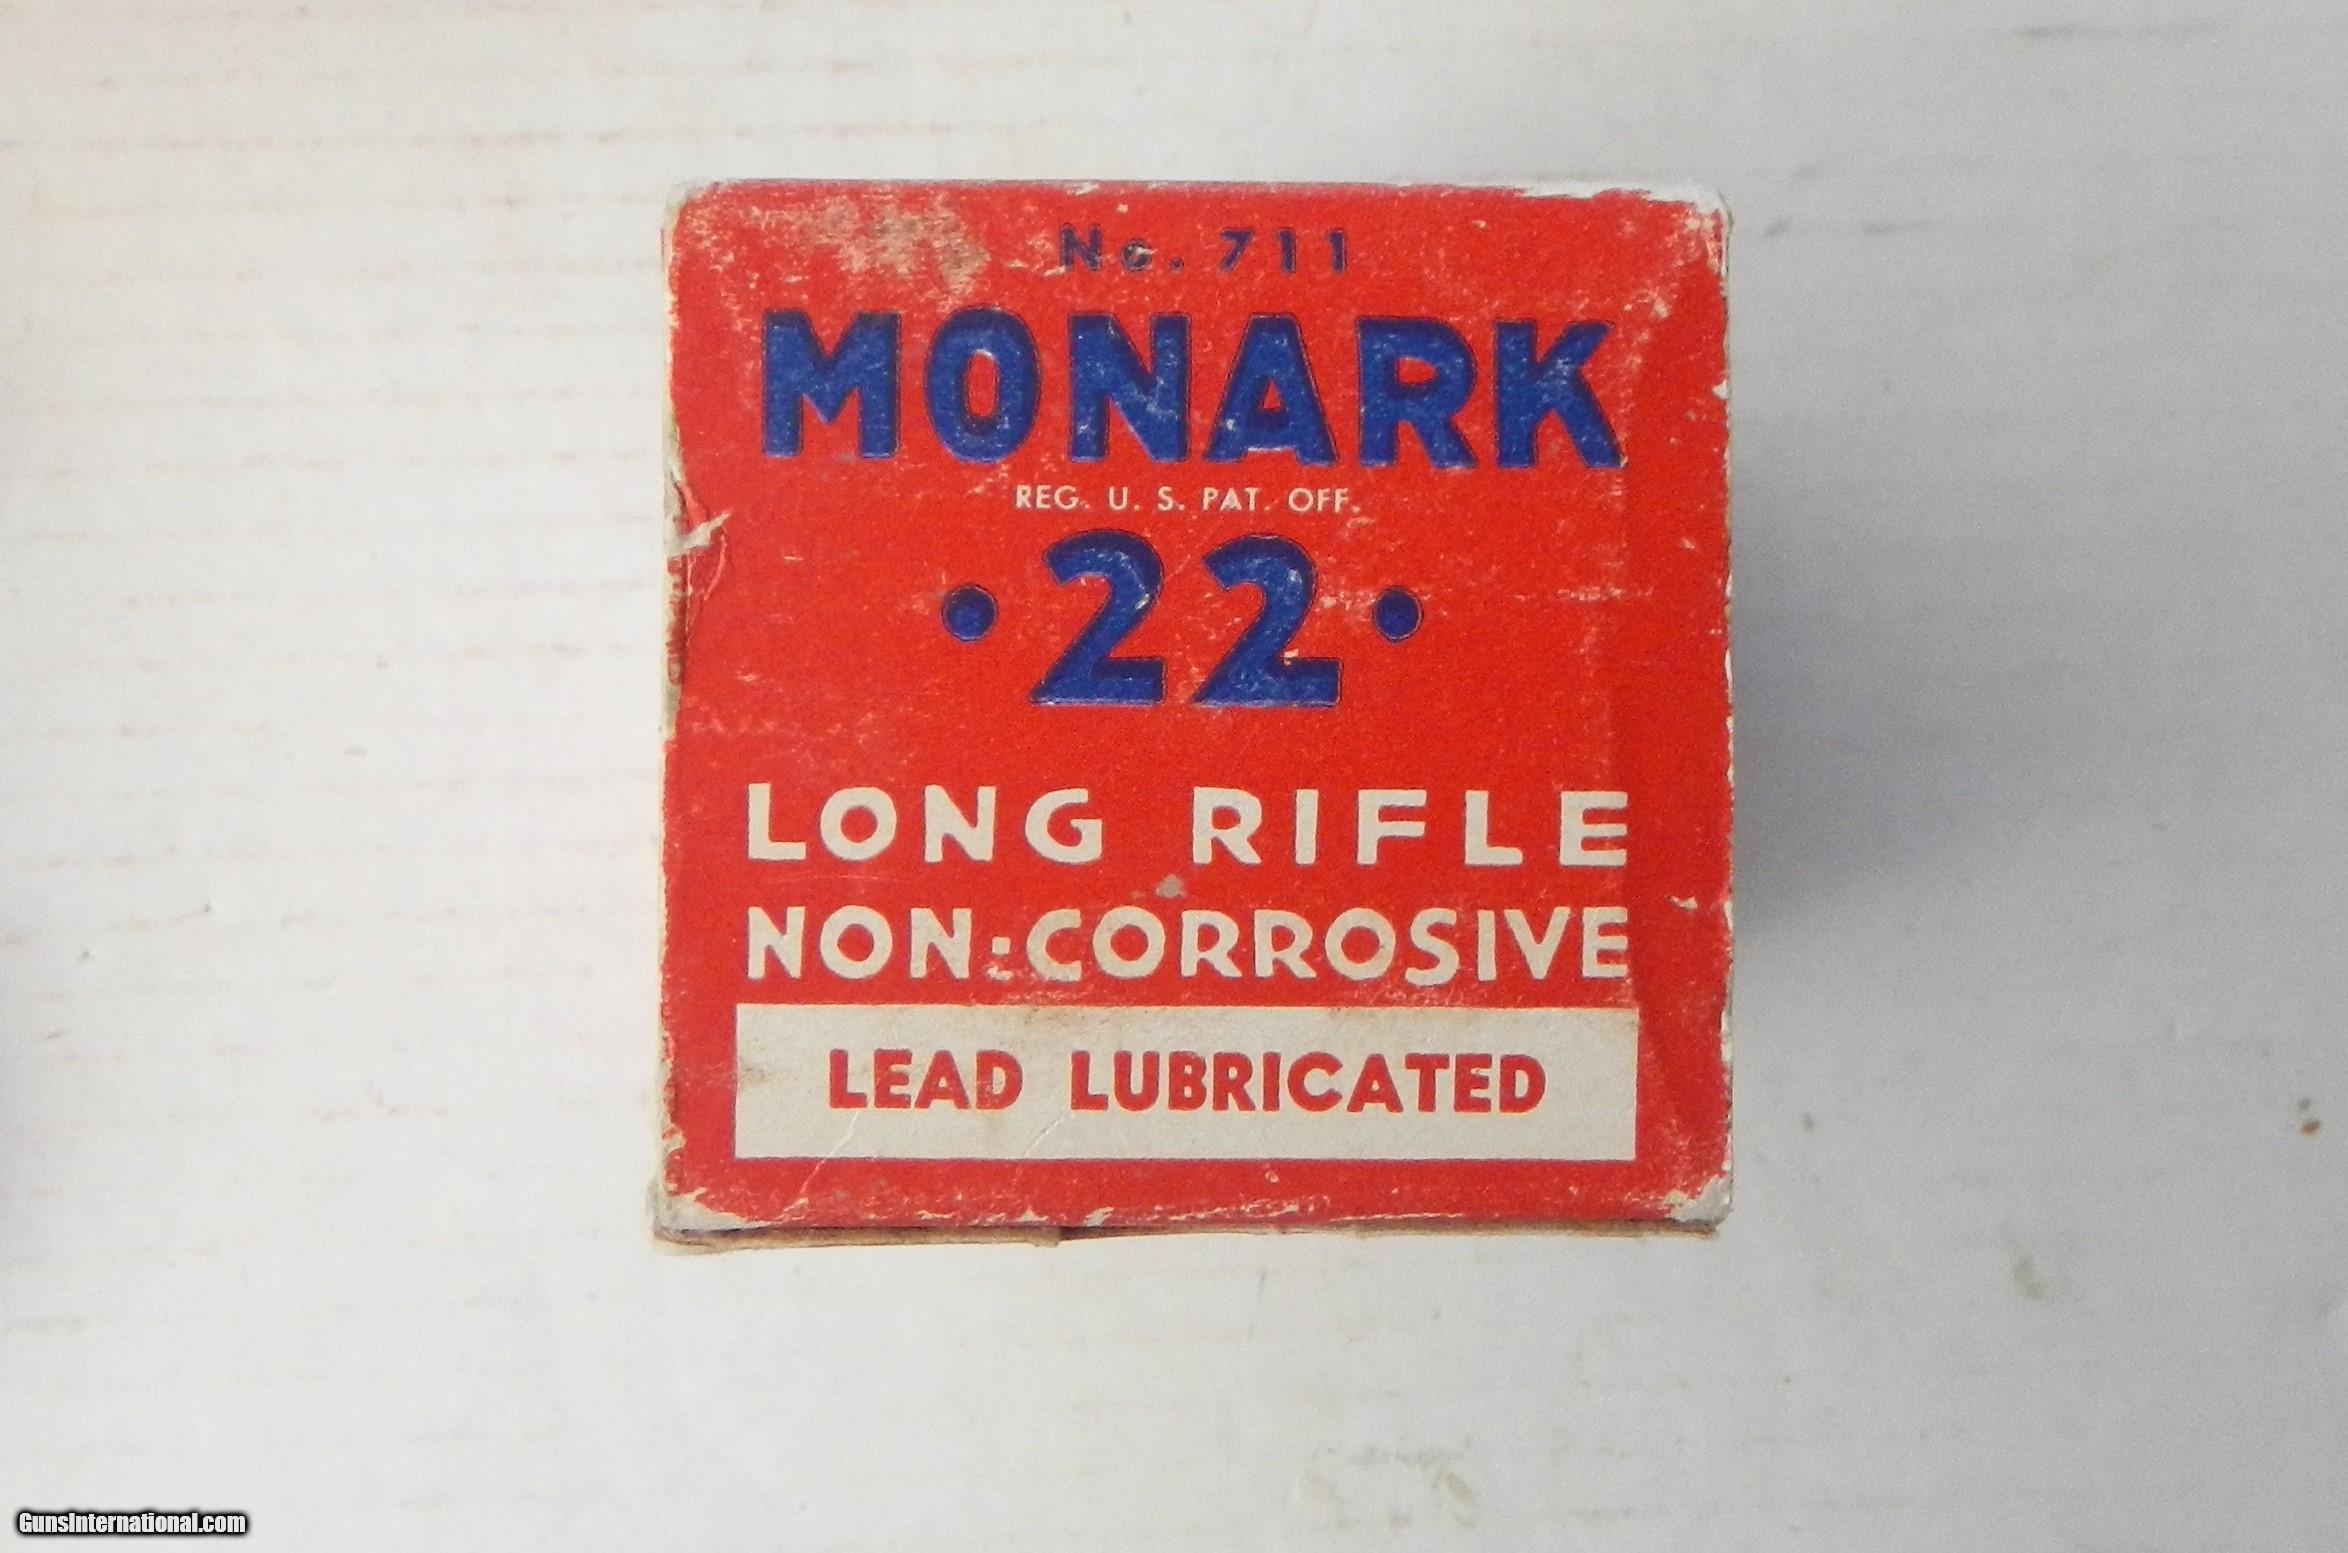 No. 711
MONARK
REG. U. S. PAT. OFF.
·22·
LONG RIFLE
NON-CORROSIVE
LEAD LUBRICATED
GunsInternational.com